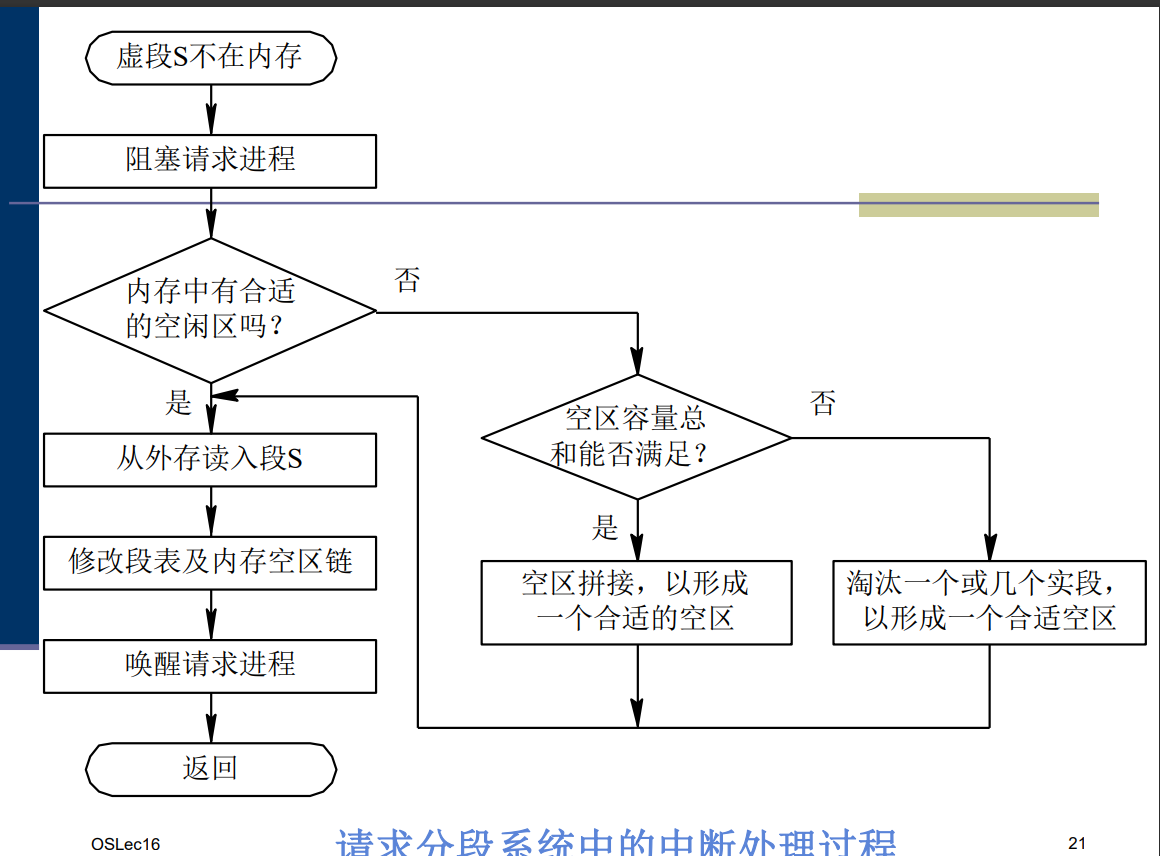 虚段S不在内存
阻塞请求进程
内存中有合适
的空闲区吗？
否
是
从外存读入段S
修改段表及内存空区链
唤醒请求进程
返回
空区容量总
和能否满足？
否
是
空区拼接，以形成
一个合适的空区
淘汰一个或几个实段，
以形成一个合适空区
OSLec16
请求分段系统中的中断处理过程
21